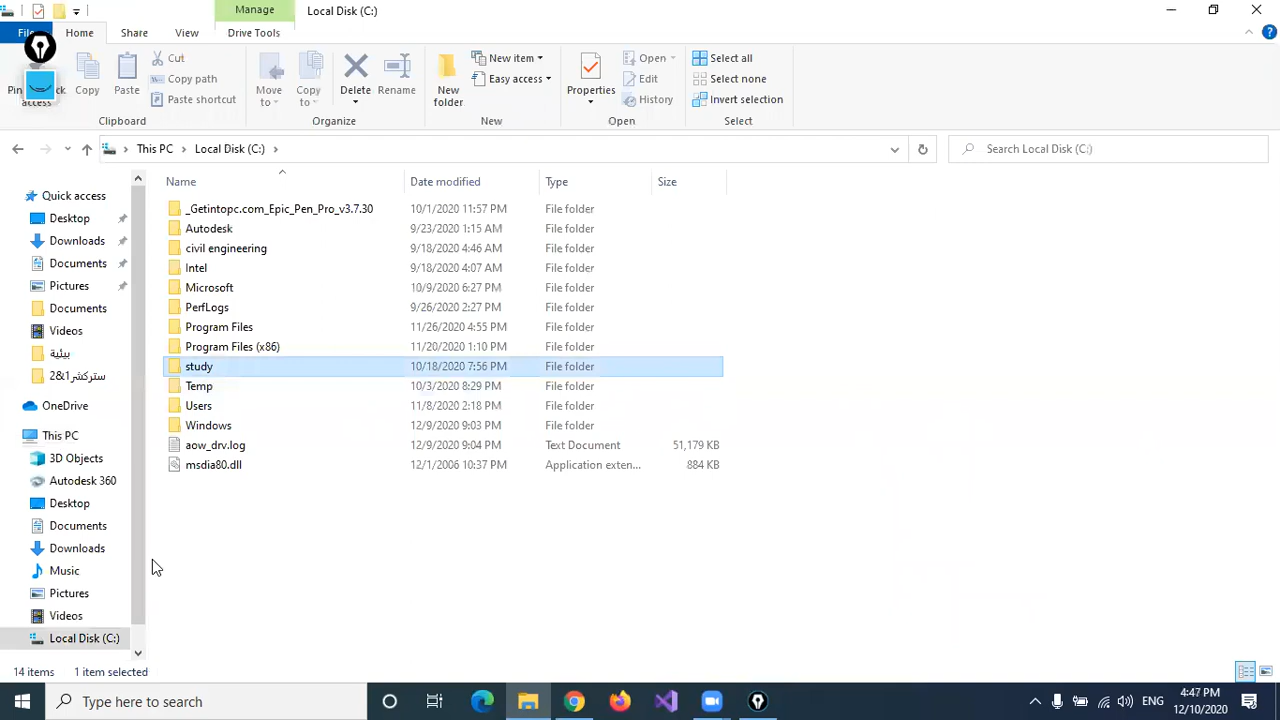 Manage
Local Disk (C:)
File
Home
Share
View
Drive Tools
Copy
Paste
Cut
Copy path
Paste shortcut
Clipboard
Move to
Copy to
Delete
Rename
Organize
New folder
New item
Easy access
New
Properties
Open
Edit
History
Open
Select all
Select none
Invert selection
Select
This PC
Local Disk (C:)
Search Local Disk (C:)
Name Date modified Type Size
Quick access
Desktop
Downloads
Documents
Pictures
Documents
Videos
بيئية
ستركشر1&2
OneDrive
This PC
3D Objects
Autodesk 360
Desktop
Documents
Downloads
Music
Pictures
Videos
Local Disk (C:)
_Getintopc.com_Epic_Pen_Pro_v3.7.30 10/1/2020 11:57 PM File folder
Autodesk 9/23/2020 1:15 AM File folder
civil engineering 9/18/2020 4:46 AM File folder
Intel 9/18/2020 4:07 AM File folder
Microsoft 10/9/2020 6:27 PM File folder
PerfLogs 9/26/2020 2:27 PM File folder
Program Files 11/26/2020 4:55 PM File folder
Program Files (x86) 11/20/2020 1:10 PM File folder
study 10/18/2020 7:56 PM File folder
Temp 10/3/2020 8:29 PM File folder
Users 11/8/2020 2:18 PM File folder
Windows 12/9/2020 9:03 PM File folder
aow_drv.log 12/9/2020 9:04 PM Text Document 51,179 KB
msdia80.dll 12/1/2006 10:37 PM Application exten... 884 KB
14 items 1 item selected
Type here to search
ENG
4:47 PM
12/10/2020